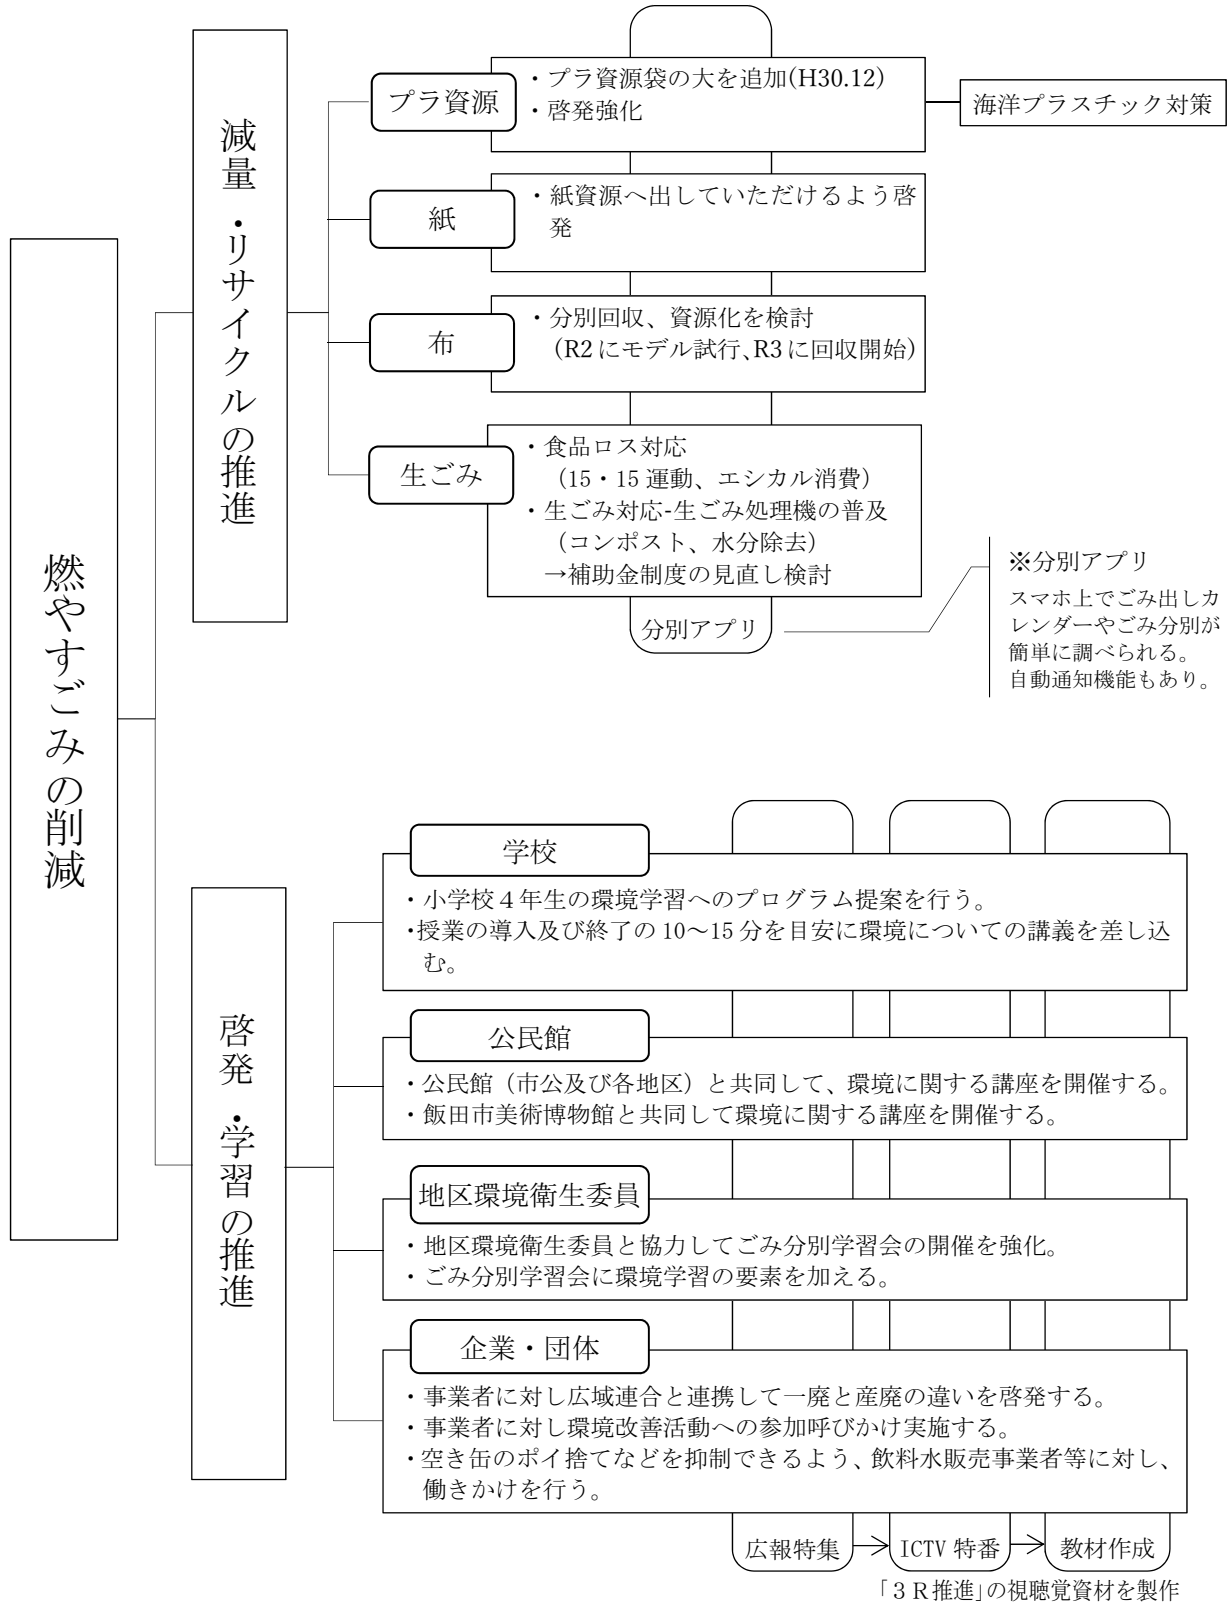 燃やすごみの削減
減量・リサイクルの推進
プラ資源
・プラ資源袋の大を追加(H30.12)
・啓発強化
海洋プラスチック対策
紙
・紙資源へ出していただけるよう啓
発
布
・分別回収、資源化を検討
（R2にモデル試行、R3に回収開始）
生ごみ
・食品ロス対応
（15・15運動、エシカル消費）
・生ごみ対応-生ごみ処理機の普及
（コンポスト、水分除去）
→補助金制度の見直し検討
分別アプリ
※分別アプリ
スマホ上でごみ出しカ
レンダーやごみ分別が
簡単に調べられる。
自動通知機能もあり。
啓発・学習の推進
学校
・小学校４年生の環境学習へのプログラム提案を行う。
・授業の導入及び終了の10～15分を目安に環境についての講義を差し込
む。
公民館
・公民館（市公及び各地区）と共同して、環境に関する講座を開催する。
・飯田市美術博物館と共同して環境に関する講座を開催する。
地区環境衛生委員
・地区環境衛生委員と協力してごみ分別学習会の開催を強化。
・ごみ分別学習会に環境学習の要素を加える。
企業・団体
・事業者に対し広域連合と連携して一廃と産廃の違いを啓発する。
・事業者に対し環境改善活動への参加呼びかけ実施する。
・空き缶のポイ捨てなどを抑制できるよう、飲料水販売事業者等に対し、
働きかけを行う。
広報特集
ICTV特番
教材作成
「３Ｒ推進」の視聴覚資材を製作